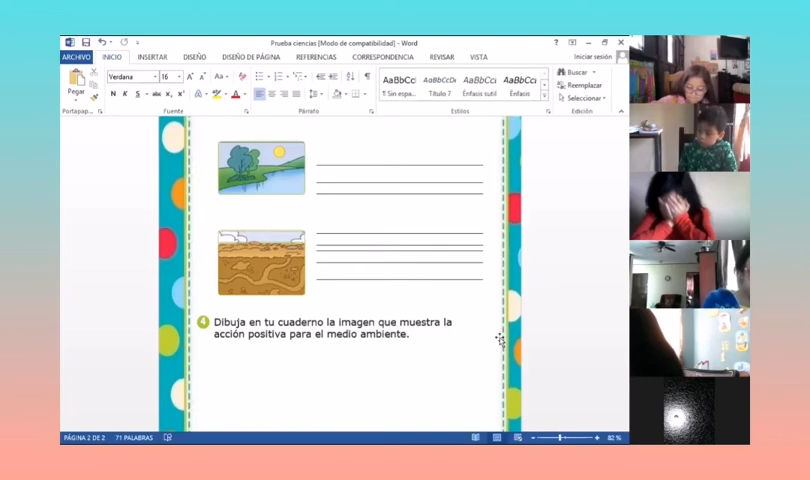 Prueba ciencias [Modo de compatibilidad] - Word
ARCHIVO INICIO INSERTAR DISEÑO DISEÑO DE PÁGINA REFERENCIAS CORRESPONDENCIA REVISAR VISTA Iniciar sesión
Verdana 16
Pegar
N K S abc x₂ x²
Portapap... Fuente Párrafo Estilos Edición
AaBbCcI AaBbCcDc AaBbCcI AaBbCcI
¶ Sin espa... Título 7 Énfasis sutil Énfasis
Buscar
Reemplazar
Seleccionar
4 Dibuja en tu cuaderno la imagen que muestra la
acción positiva para el medio ambiente.
PÁGINA 2 DE 2 71 PALABRAS 82 %